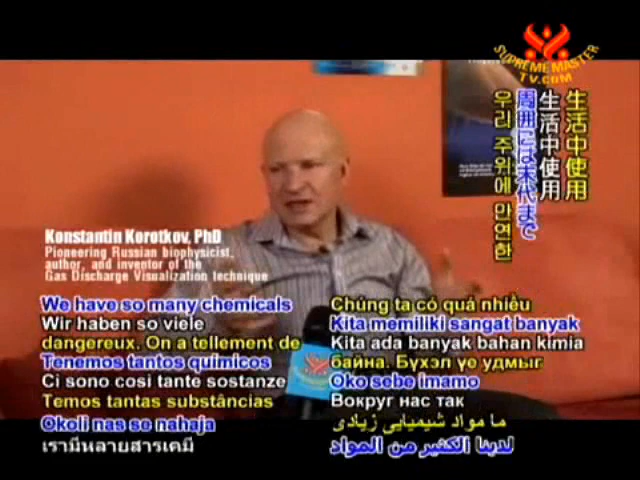 SUPREME MASTER
TV.COM
生活中使用
生活中使用
周囲には末代まで
우리 주위에 만연한
Konstantin Korotkov, PhD
Pioneering Russian biophysicist,
author, and inventor of the
Gas Discharge Visualization technique
We have so many chemicals
Wir haben so viele
dangereux. On a tellement de
Tenemos tantos químicos
Ci sono così tante sostanze
Temos tantas substâncias
Okoli nas se nahaja
เรามีหลายสารเคมี
Chúng ta có quá nhiều
Kita memiliki sangat banyak
Kita ada banyak bahan kimia
байна. Бүхэл үе удмыг
Oko sebe imamo
Вокруг нас так
ما مواد شیمیایی زیادی
لدينا الكثير من المواد